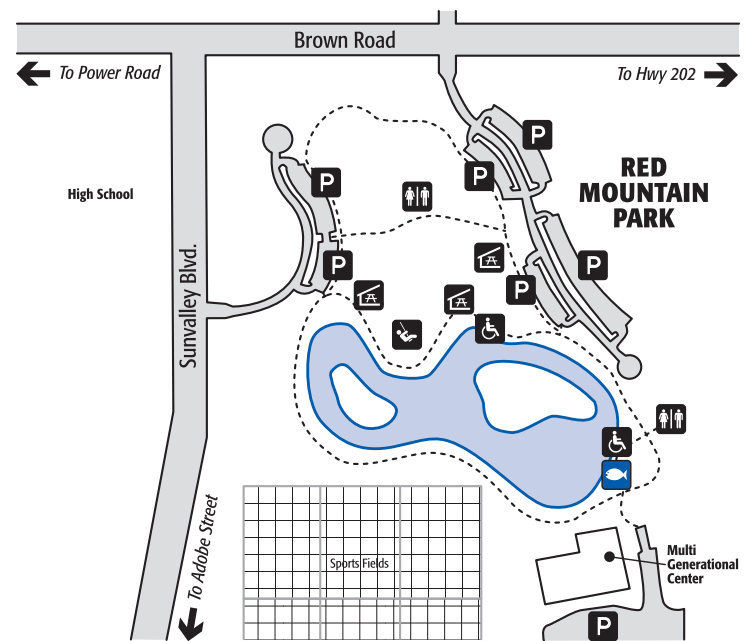 Brown Road
To Power Road
To Hwy 202
P
P
RED
MOUNTAIN
PARK
High School
P
P
P
P
Sunvalley Blvd.
P
To Adobe Street
Sports Fields
Multi
Generational
Center
P